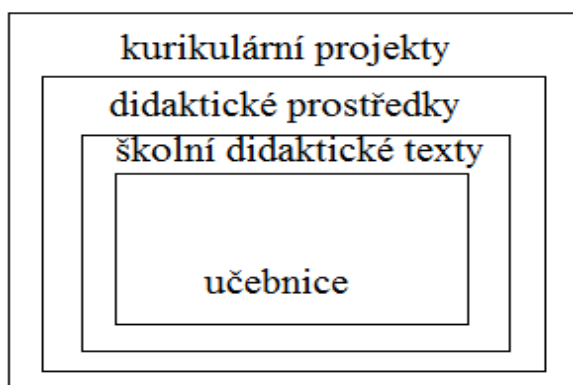 kurikulární projekty
didaktické prostředky
školní didaktické texty
učebnice